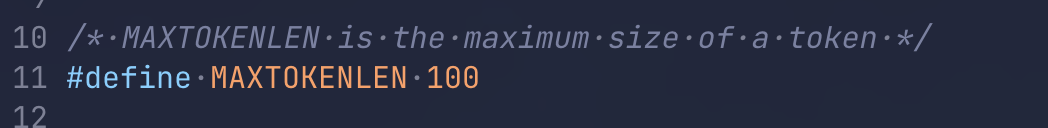 10 /*·MAXTOKENLEN·is·the·maximum·size·of·a·token·*/
11 #define·MAXTOKENLEN·100
12